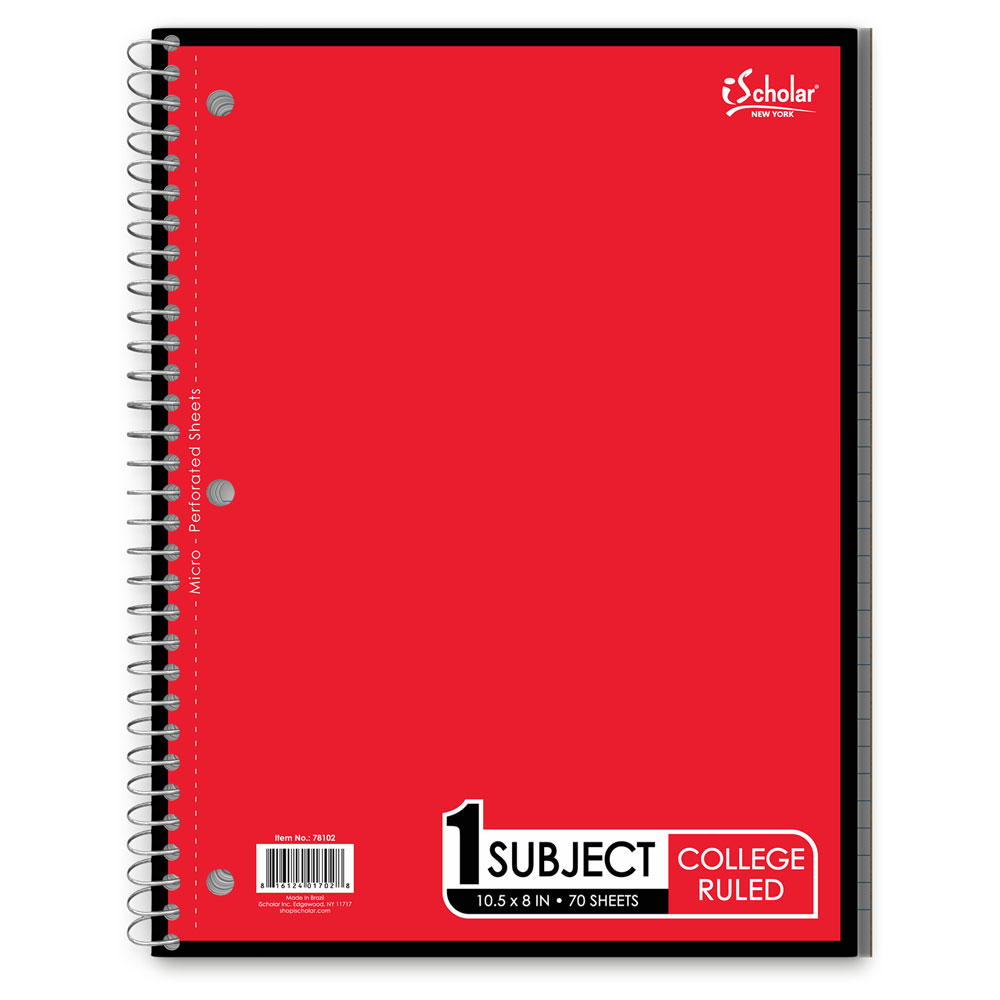 iScholar®
NEW YORK
Micro - Perforated Sheets
Item No.: 78102
8 16124 01702 8
Made in Brazil
iScholar Inc. Edgewood, NY 11717
shopischolar.com
1 SUBJECT
10.5 x 8 IN • 70 SHEETS
COLLEGE
RULED